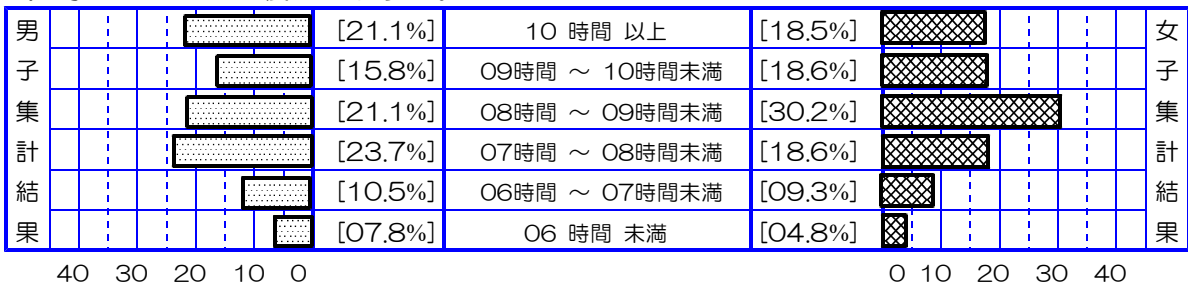 男 [21.1%] 10 時間 以上 [18.5%] 女
子 [15.8%] 09時間 ～ 10時間未満 [18.6%] 子
集 [21.1%] 08時間 ～ 09時間未満 [30.2%] 集
計 [23.7%] 07時間 ～ 08時間未満 [18.6%] 計
結 [10.5%] 06時間 ～ 07時間未満 [09.3%] 結
果 [07.8%] 06 時間 未満 [04.8%] 果
40 30 20 10 0 0 10 20 30 40